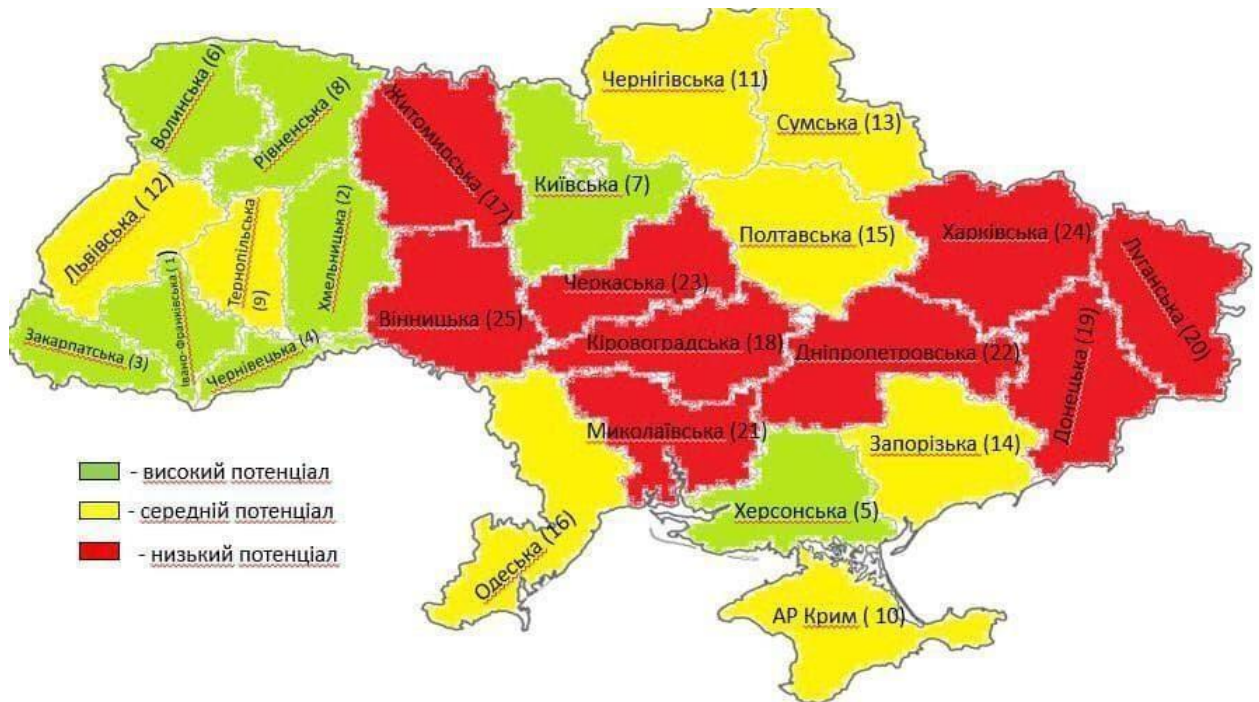 Чернігівська (11)
Волинська (6)
Рівненська (8)
Житомирська (17)
Сумська (13)
Київська (7)
Львівська ( 12)
Тернопільська
(9)
Хмельницька (2)
Полтавська (15)
Харківська (24)
Луганська (20)
Черкаська (23)
Вінницька (25)
Кіровоградська (18)
Дніпропетровська (22)
Донецька (19)
Закарпатська (3)
Івано-Франківська ( 1)
Чернівецька (4)
Миколаївська (21)
Запорізька (14)
Херсонська (5)
Одеська (16)
АР Крим ( 10)
- високий потенціал
- середній потенціал
- низький потенціал